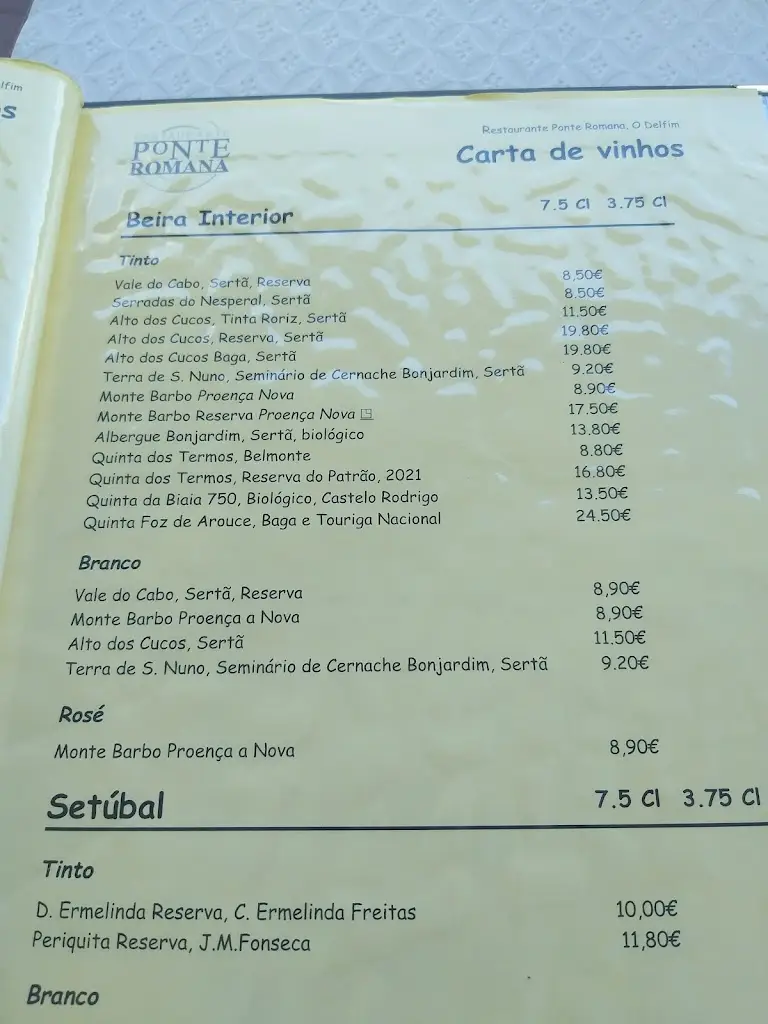 lfim
s
PONTE
ROMANA
Restaurante Ponte Romana, O Delfim
Carta de vinhos
Beira Interior 7.5 Cl 3.75 Cl
Tinto
Vale do Cabo, Sertã, Reserva 8,50€
Serradas do Nesperal, Sertã 8.50€
Alto dos Cucos, Tinta Roriz, Sertã 11.50€
Alto dos Cucos, Reserva, Sertã 19.80€
Alto dos Cucos Baga, Sertã 19.80€
Terra de S. Nuno, Seminário de Cernache Bonjardim, Sertã 9.20€
Monte Barbo Proença Nova 8.90€
Monte Barbo Reserva Proença Nova 17.50€
Albergue Bonjardim, Sertã, biológico 13.80€
Quinta dos Termos, Belmonte 8.80€
Quinta dos Termos, Reserva do Patrão, 2021 16.80€
Quinta da Biaia 750, Biológico, Castelo Rodrigo 13.50€
Quinta Foz de Arouce, Baga e Touriga Nacional 24.50€
Branco
Vale do Cabo, Sertã, Reserva 8,90€
Monte Barbo Proença a Nova 8,90€
Alto dos Cucos, Sertã 11.50€
Terra de S. Nuno, Seminário de Cernache Bonjardim, Sertã 9.20€
Rosé
Monte Barbo Proença a Nova 8,90€
Setúbal 7.5 Cl 3.75 Cl
Tinto
D. Ermelinda Reserva, C. Ermelinda Freitas 10,00€
Periquita Reserva, J.M.Fonseca 11,80€
Branco